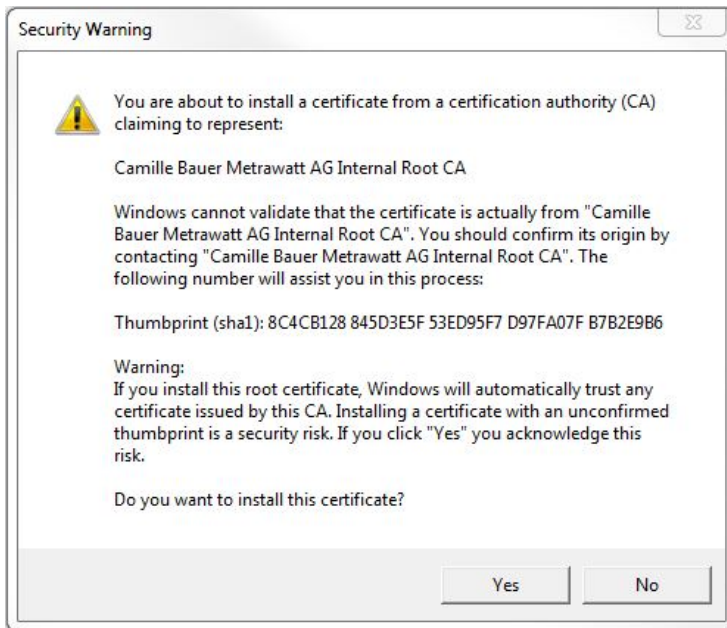 Security Warning
You are about to install a certificate from a certification authority (CA)
claiming to represent:
Camille Bauer Metrawatt AG Internal Root CA
Windows cannot validate that the certificate is actually from "Camille
Bauer Metrawatt AG Internal Root CA". You should confirm its origin by
contacting "Camille Bauer Metrawatt AG Internal Root CA". The
following number will assist you in this process:
Thumbprint (sha1): 8C4CB128 845D3E5F 53ED95F7 D97FA07F B7B2E9B6
Warning:
If you install this root certificate, Windows will automatically trust any
certificate issued by this CA. Installing a certificate with an unconfirmed
thumbprint is a security risk. If you click "Yes" you acknowledge this
risk.
Do you want to install this certificate?
Yes No